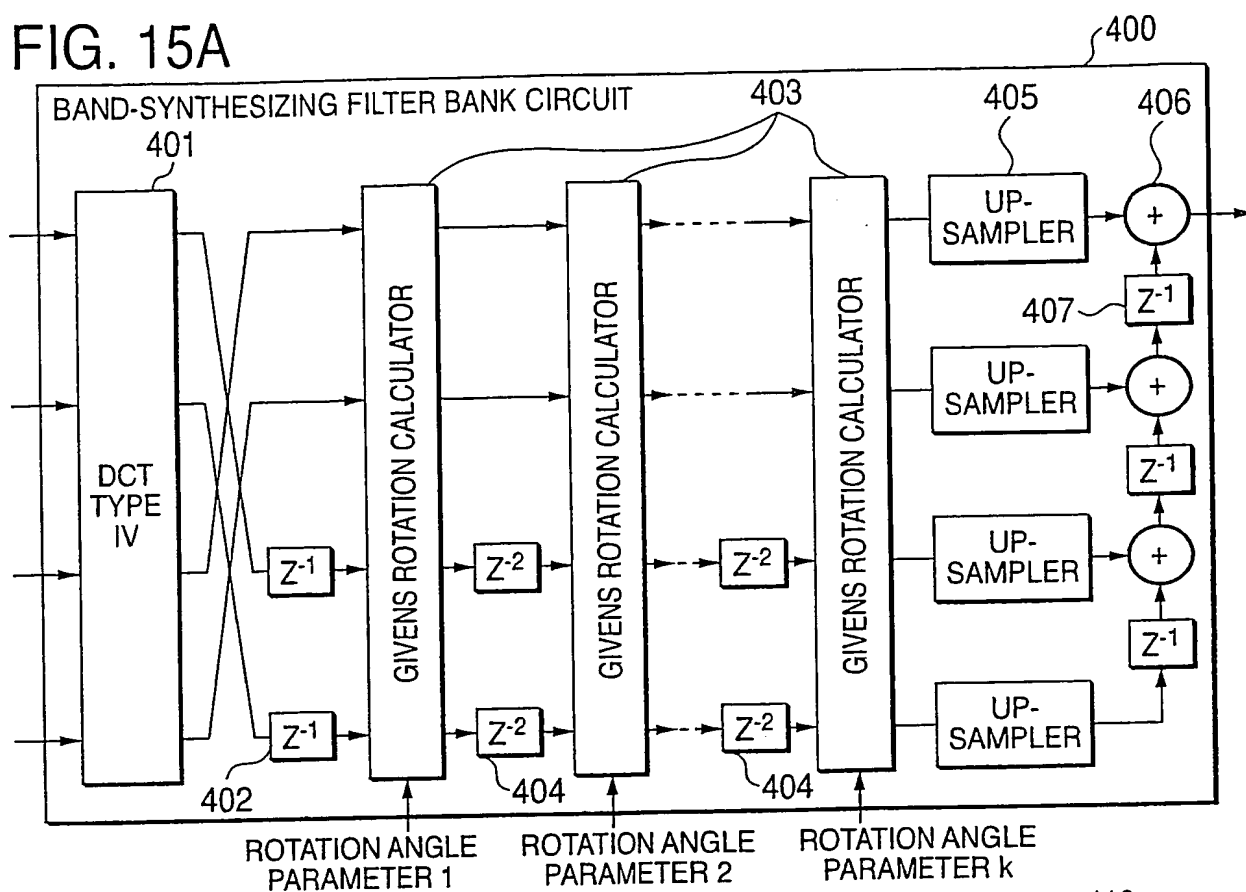 FIG. 15A
400
BAND-SYNTHESIZING FILTER BANK CIRCUIT
403
405
406
401
UP-
SAMPLER
+
Z-1
407
UP-
SAMPLER
+
DCT
TYPE
IV
GIVENS ROTATION CALCULATOR
GIVENS ROTATION CALCULATOR
GIVENS ROTATION CALCULATOR
Z-1
Z-1
Z-2
Z-2
UP-
SAMPLER
+
Z-1
Z-1
Z-2
Z-2
UP-
SAMPLER
402
404
404
ROTATION ANGLE
PARAMETER 1
ROTATION ANGLE
PARAMETER 2
ROTATION ANGLE
PARAMETER k